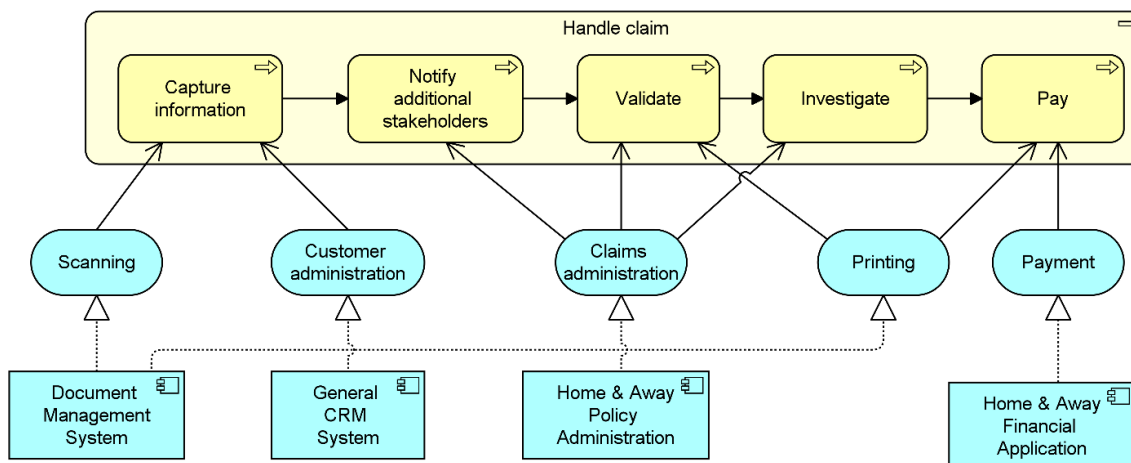 Handle claim
Capture
information
Notify
additional
stakeholders
Validate
Investigate
Pay
Scanning
Customer
administration
Claims
administration
Printing
Payment
Document
Management
System
General
CRM
System
Home & Away
Policy
Administration
Home & Away
Financial
Application